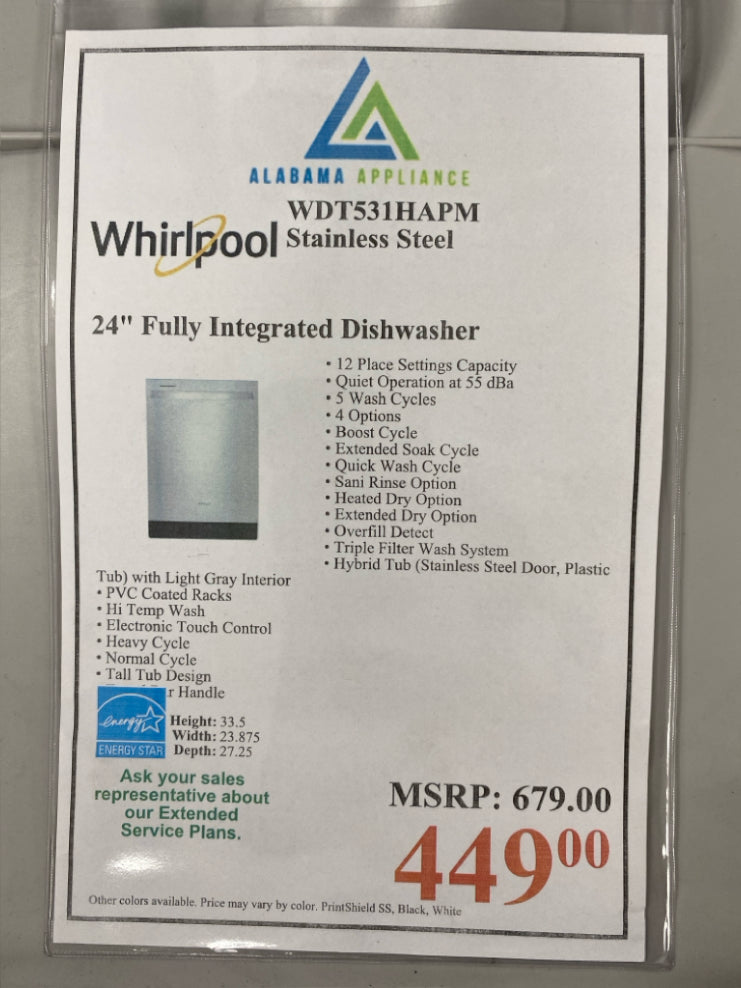 ALABAMA APPLIANCE
WDT531HAPM
Whirlpool Stainless Steel
24" Fully Integrated Dishwasher
• 12 Place Settings Capacity
• Quiet Operation at 55 dBa
• 5 Wash Cycles
• 4 Options
• Boost Cycle
• Extended Soak Cycle
• Quick Wash Cycle
• Sani Rinse Option
• Heated Dry Option
• Extended Dry Option
• Overfill Detect
• Triple Filter Wash System
• Hybrid Tub (Stainless Steel Door, Plastic
Tub) with Light Gray Interior
• PVC Coated Racks
• Hi Temp Wash
• Electronic Touch Control
• Heavy Cycle
• Normal Cycle
• Tall Tub Design
r Handle
energy
ENERGY STAR
Height: 33.5
Width: 23.875
Depth: 27.25
Ask your sales
representative about
our Extended
Service Plans.
MSRP: 679.00
44900
Other colors available. Price may vary by color. PrintShield SS, Black, White